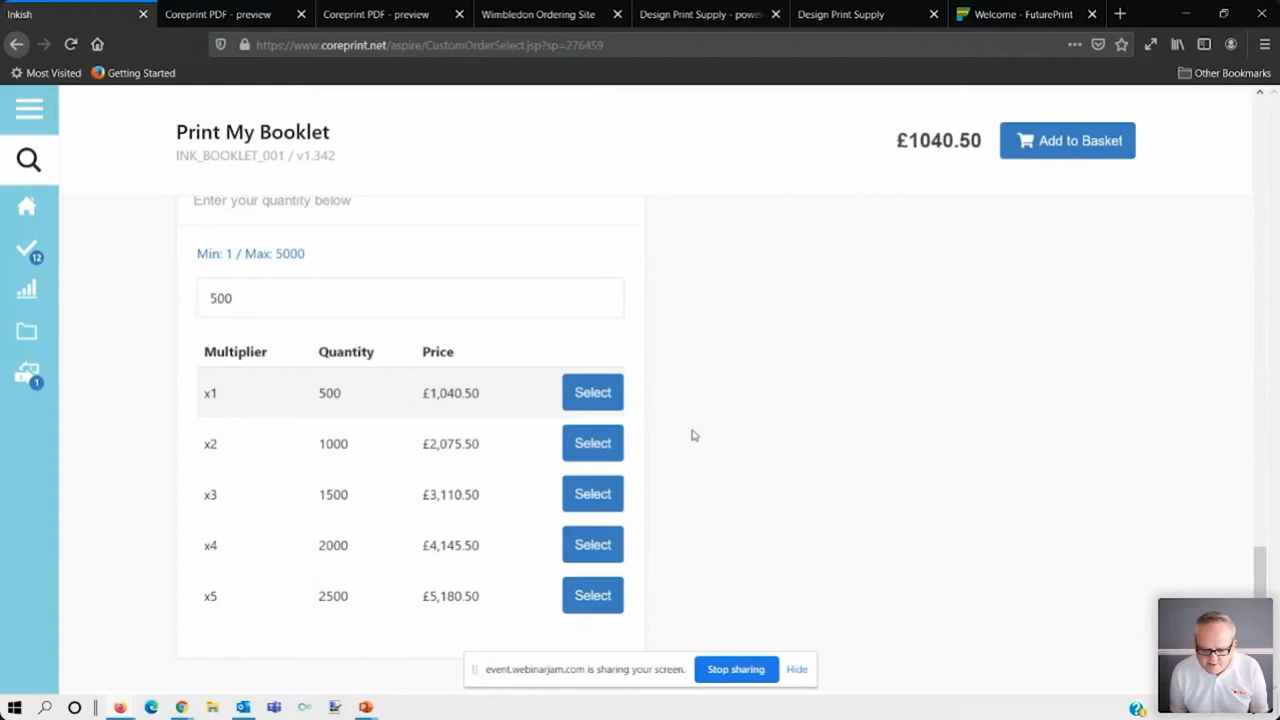 Inkish
Coreprint PDF - preview
Coreprint PDF - preview
Wimbledon Ordering Site
Design Print Supply - powe
Design Print Supply
Welcome - FuturePrint
https://www.coreprint.net/aspire/CustomOrderSelect.jsp?sp=276459
Most Visited
Getting Started
Other Bookmarks
Print My Booklet
INK_BOOKLET_001 / v1.342
£1040.50
Add to Basket
Enter your quantity below
Min: 1 / Max: 5000
500
Multiplier Quantity Price
x1 500 £1,040.50 Select
x2 1000 £2,075.50 Select
x3 1500 £3,110.50 Select
x4 2000 £4,145.50 Select
x5 2500 £5,180.50 Select
12
1
event.webinarjam.com is sharing your screen.
Stop sharing
Hide